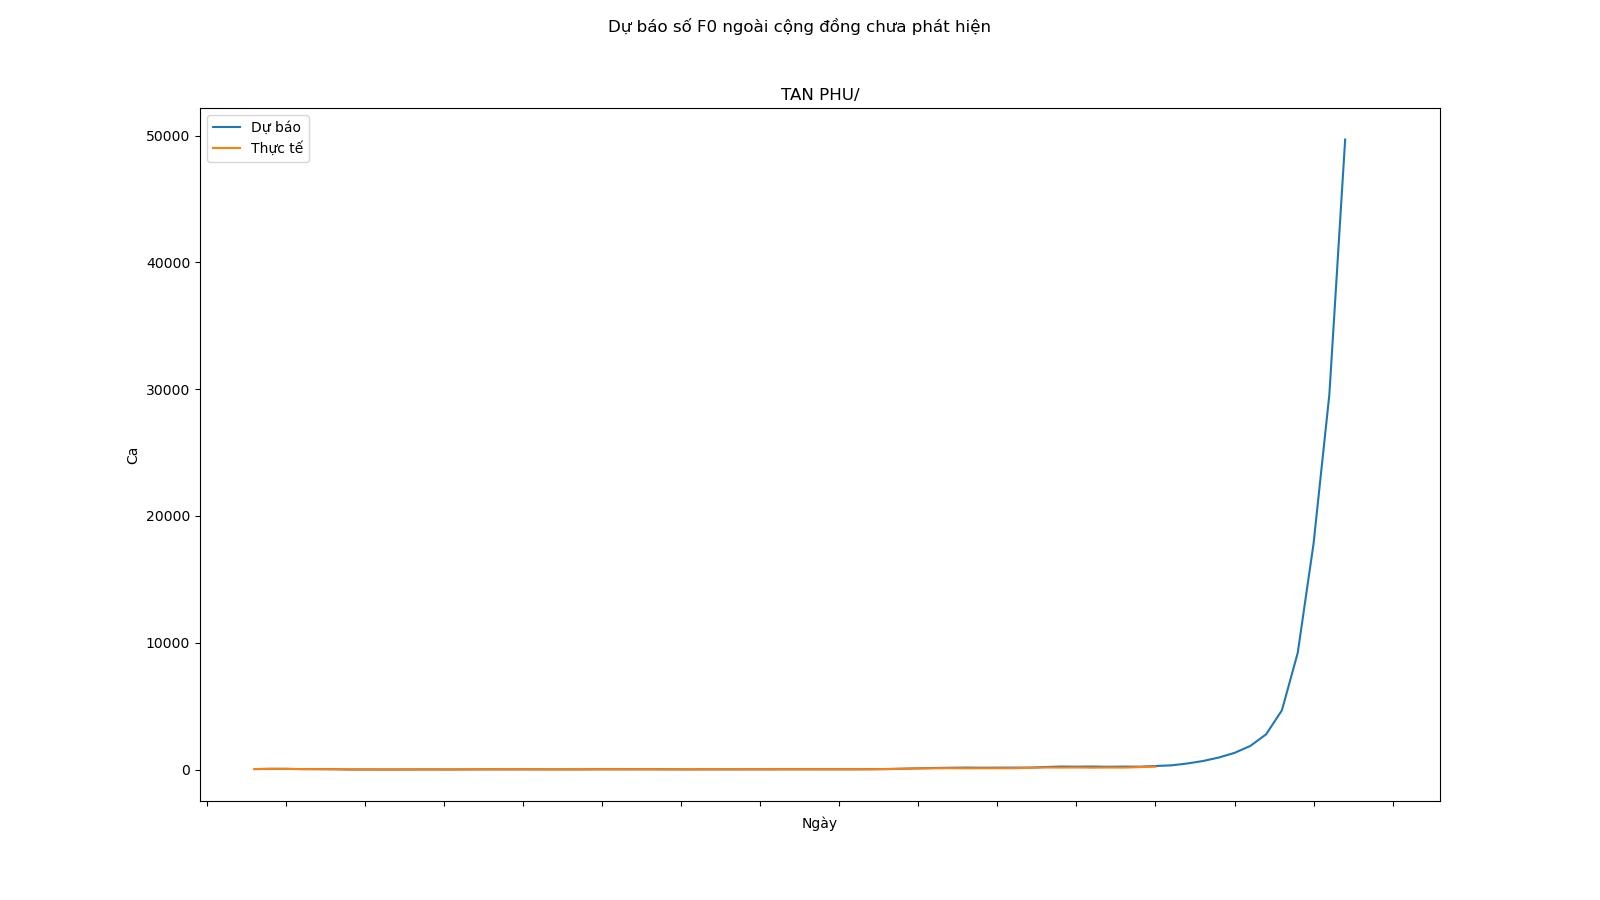 Dự báo số F0 ngoài cộng đồng chưa phát hiện
TAN PHU/
Dự báo
Thực tế
50000
40000
30000
20000
10000
0
Ca
Ngày